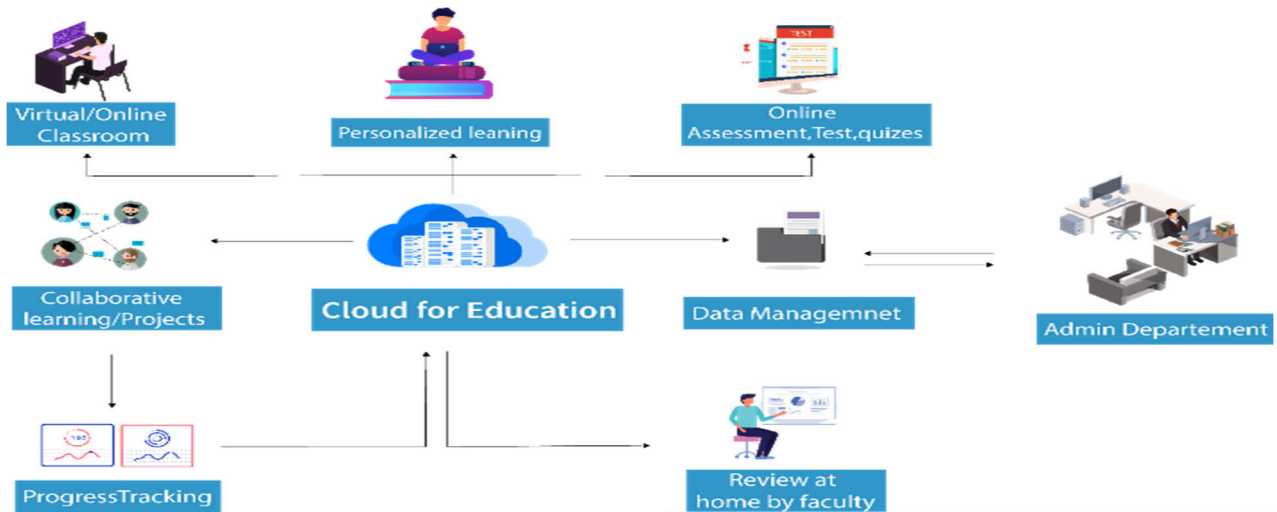 TEST
Virtual/Online
Classroom
Personalized leaning
Online
Assessment,Test,quizes
Collaborative
learning/Projects
Cloud for Education
Data Managemnet
Admin Departement
ProgressTracking
Review at
home by faculty